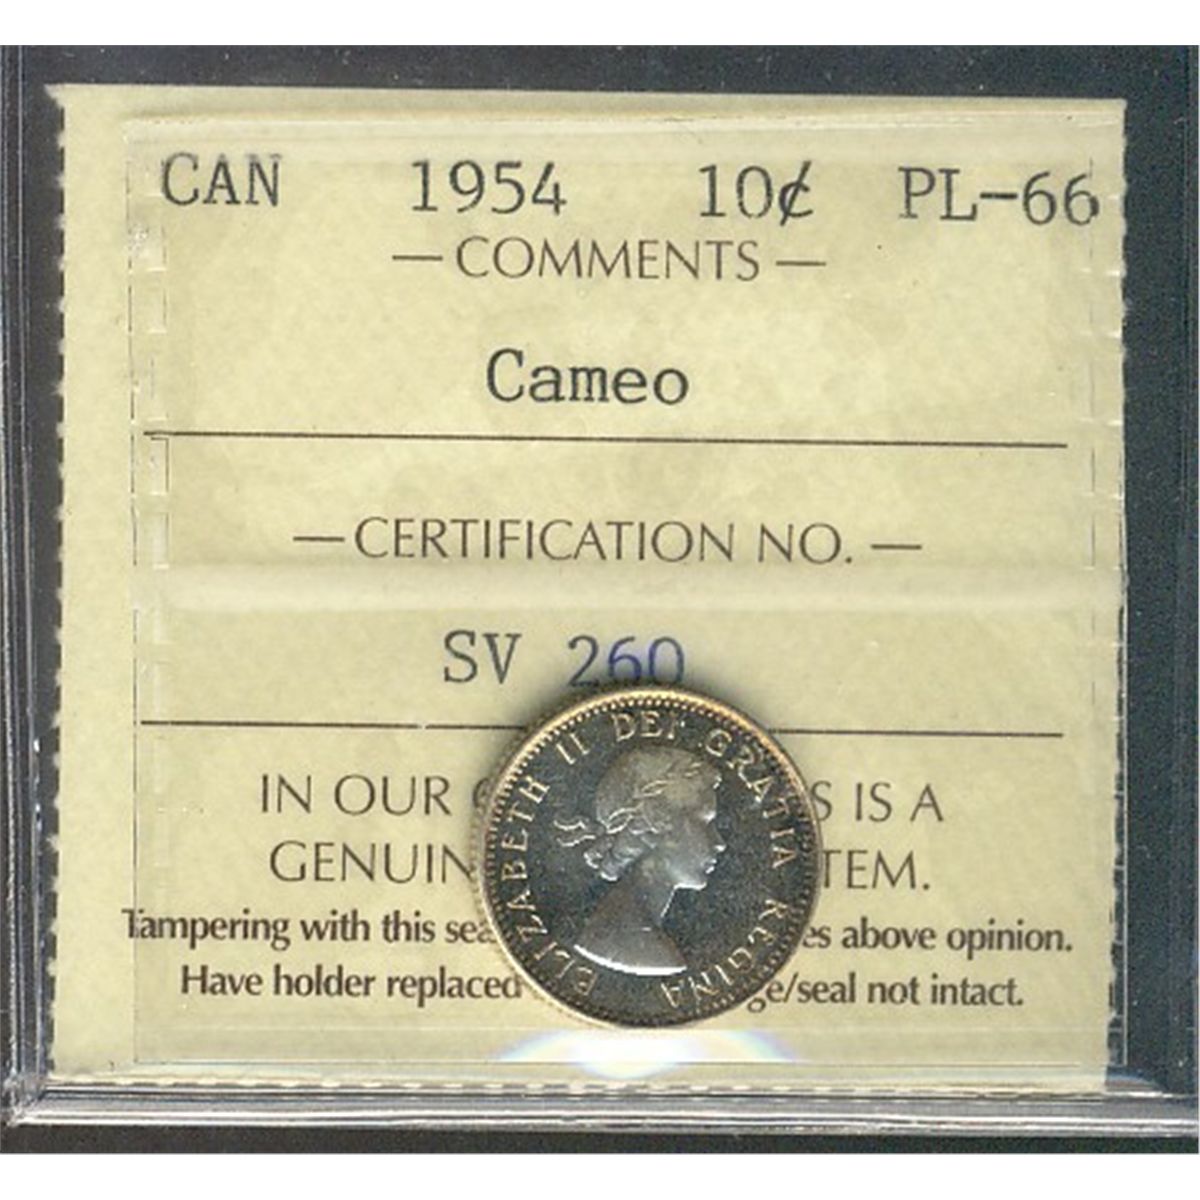 CAN 1954 10¢ PL-66
— COMMENTS —
Cameo
— CERTIFICATION NO. —
SV 260
IN OUR S IS A
GENUIN TEM.
Tampering with this sea es above opinion.
Have holder replaced ge/seal not intact.
ELIZABETH II DEI GRATIA REGINA